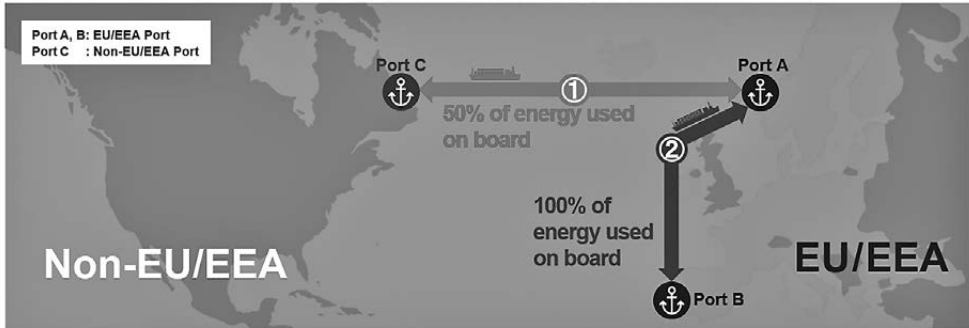 Port A, B: EU/EEA Port
Port C : Non-EU/EEA Port
Port C
Port A
①
50% of energy used
on board
②
100% of
energy used
on board
Non-EU/EEA
EU/EEA
Port B